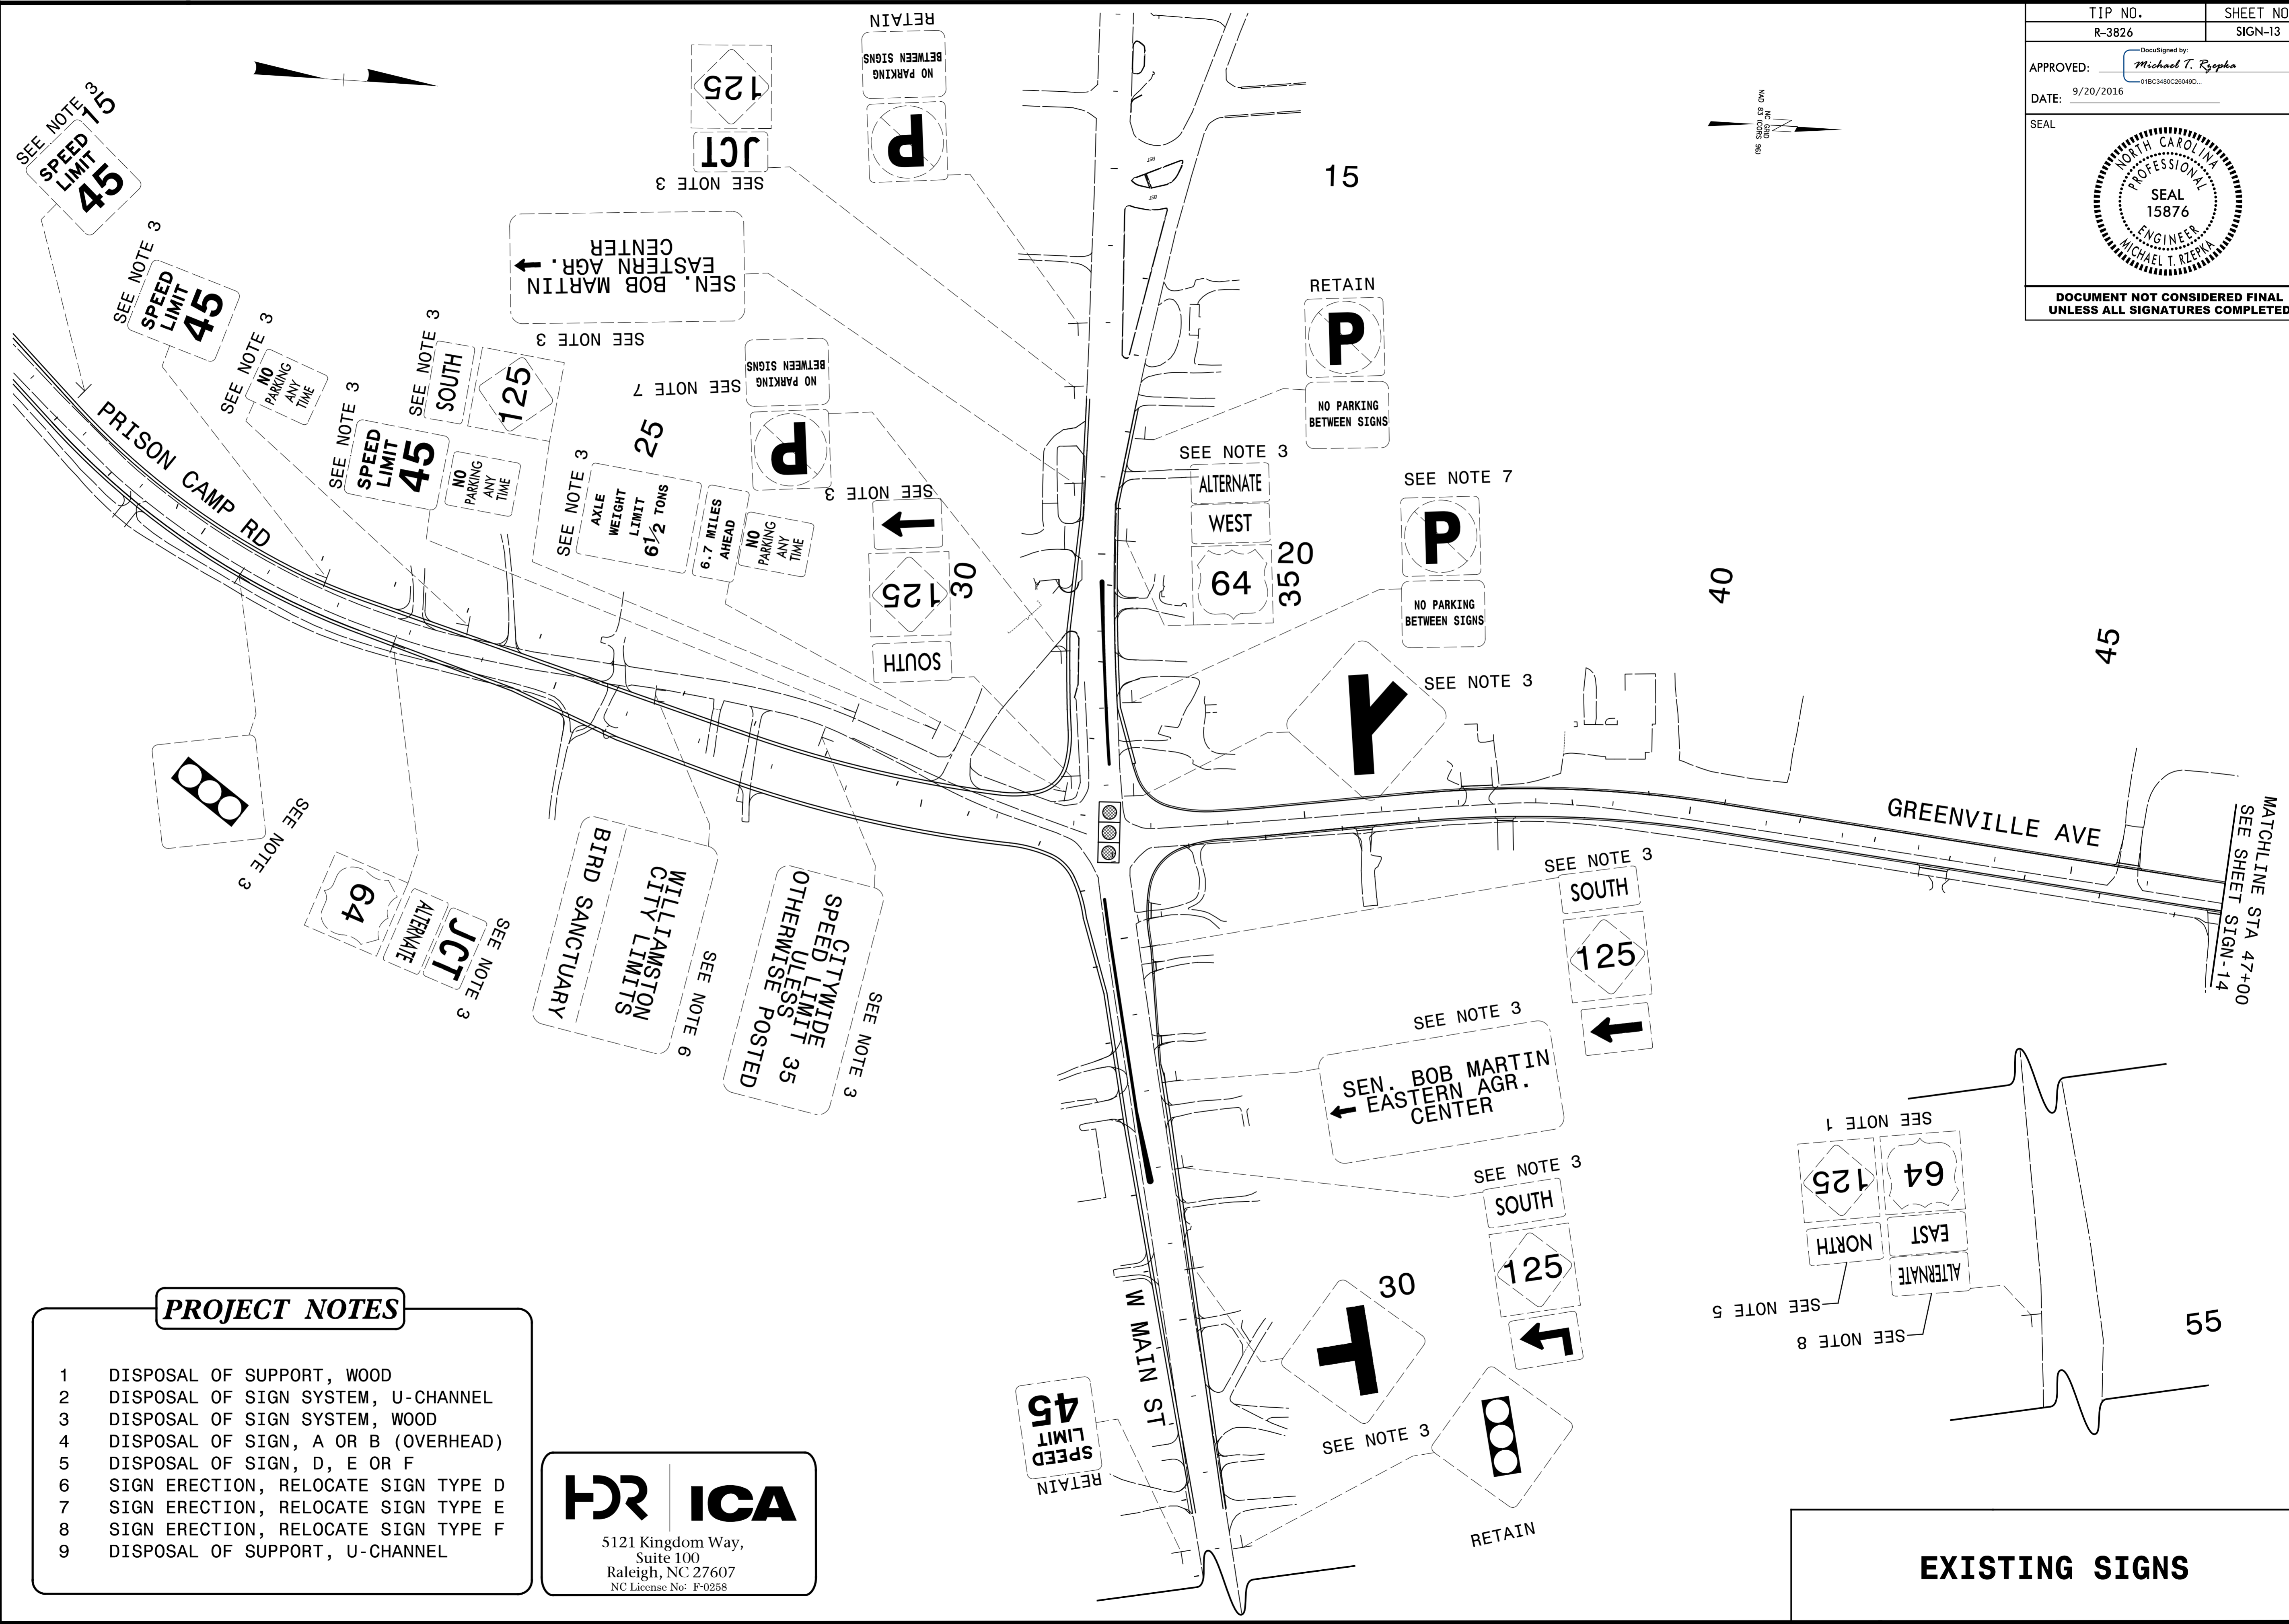 TIP NO.
SHEET NO
R-3826
SIGN-13
DocuSigned by:
APPROVED:
Michael T. Rzepka
01BC3480C26049D...
DATE:
9/20/2016
SEAL
NORTH CAROLINA
PROFESSIONAL
SEAL
15876
ENGINEER
MICHAEL T. RZEPKA
DOCUMENT NOT CONSIDERED FINAL
UNLESS ALL SIGNATURES COMPLETED
NC GRID
NAD 83 (CORS 96)
SEE NOTE 3
15
SPEED
LIMIT
45
SEE NOTE 3
SPEED
LIMIT
45
SEE NOTE 3
NO
PARKING
ANY
TIME
SEE NOTE 3
SPEED
LIMIT
45
NO
PARKING
ANY
TIME
SEE NOTE 3
SOUTH
125
SEE NOTE 3
AXLE
WEIGHT
LIMIT
6 1/2 TONS
6.7 MILES
AHEAD
NO
PARKING
ANY
TIME
25
SEE NOTE 3
JCT
125
P
NO PARKING
BETWEEN SIGNS
RETAIN
SEE NOTE 3
SEN. BOB MARTIN
EASTERN AGR.
CENTER
P
NO PARKING
BETWEEN SIGNS
SEE NOTE 7
SOUTH
125
SEE NOTE 3
30
15
RETAIN
P
NO PARKING
BETWEEN SIGNS
SEE NOTE 3
ALTERNATE
WEST
64
20
35
SEE NOTE 7
P
NO PARKING
BETWEEN SIGNS
SEE NOTE 3
40
45
PRISON CAMP RD
GREENVILLE AVE
MATCHLINE STA 47+00
SEE SHEET SIGN-14
SEE NOTE 3
JCT
ALTERNATE
64
SEE NOTE 3
WILLIAMSTON
CITY LIMITS
BIRD SANCTUARY
SEE NOTE 6
CITYWIDE
SPEED LIMIT 35
ULESS
OTHERWISE POSTED
SEE NOTE 3
SEE NOTE 3
SOUTH
125
SEE NOTE 3
SEN. BOB MARTIN
EASTERN AGR.
CENTER
SEE NOTE 3
SOUTH
125
30
SEE NOTE 3
RETAIN
W MAIN ST
RETAIN
SPEED
LIMIT
45
ALTERNATE
EAST
64
NORTH
125
SEE NOTE 1
SEE NOTE 5
SEE NOTE 8
55
PROJECT NOTES
1 DISPOSAL OF SUPPORT, WOOD
2 DISPOSAL OF SIGN SYSTEM, U-CHANNEL
3 DISPOSAL OF SIGN SYSTEM, WOOD
4 DISPOSAL OF SIGN, A OR B (OVERHEAD)
5 DISPOSAL OF SIGN, D, E OR F
6 SIGN ERECTION, RELOCATE SIGN TYPE D
7 SIGN ERECTION, RELOCATE SIGN TYPE E
8 SIGN ERECTION, RELOCATE SIGN TYPE F
9 DISPOSAL OF SUPPORT, U-CHANNEL
HDR ICA
5121 Kingdom Way,
Suite 100
Raleigh, NC 27607
NC License No: F-0258
EXISTING SIGNS